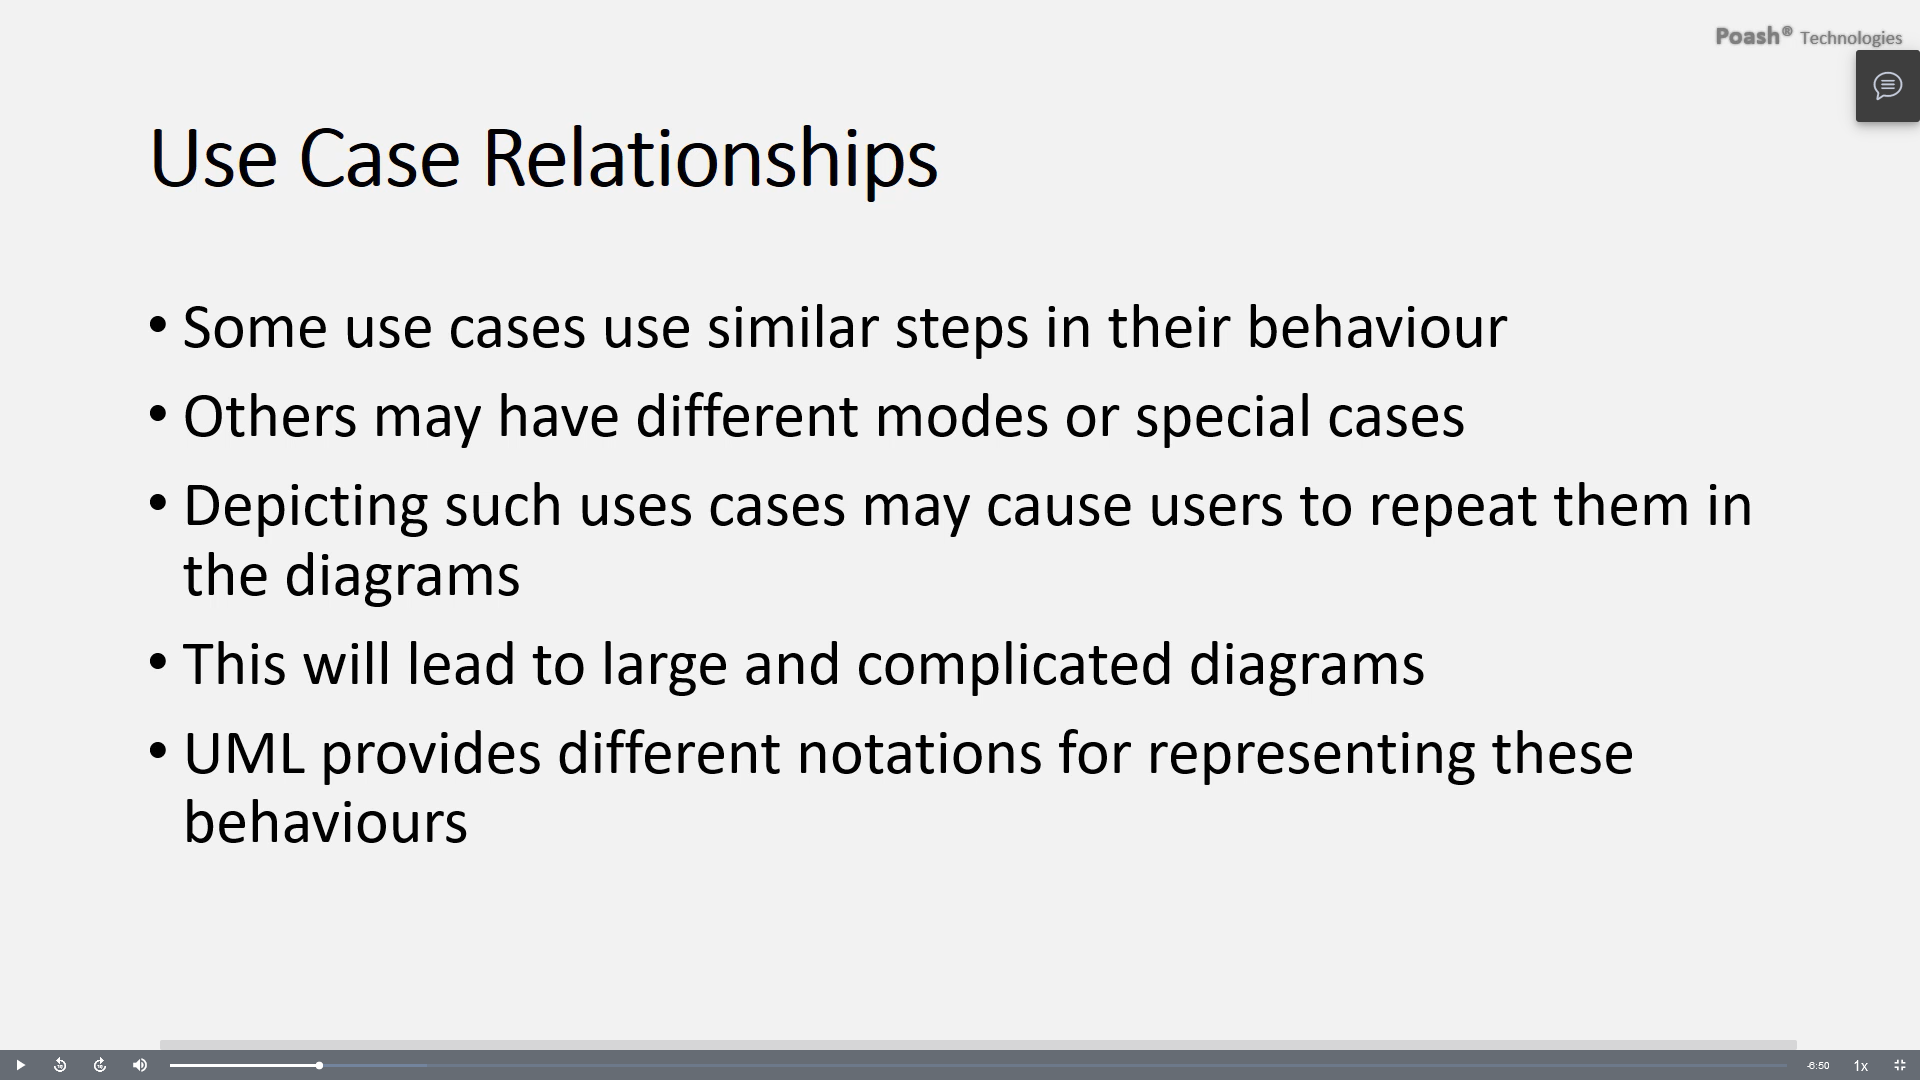 Poash® Technologies
Use Case Relationships
• Some use cases use similar steps in their behaviour
• Others may have different modes or special cases
• Depicting such uses cases may cause users to repeat them in
the diagrams
• This will lead to large and complicated diagrams
• UML provides different notations for representing these
behaviours
-6:50 1x